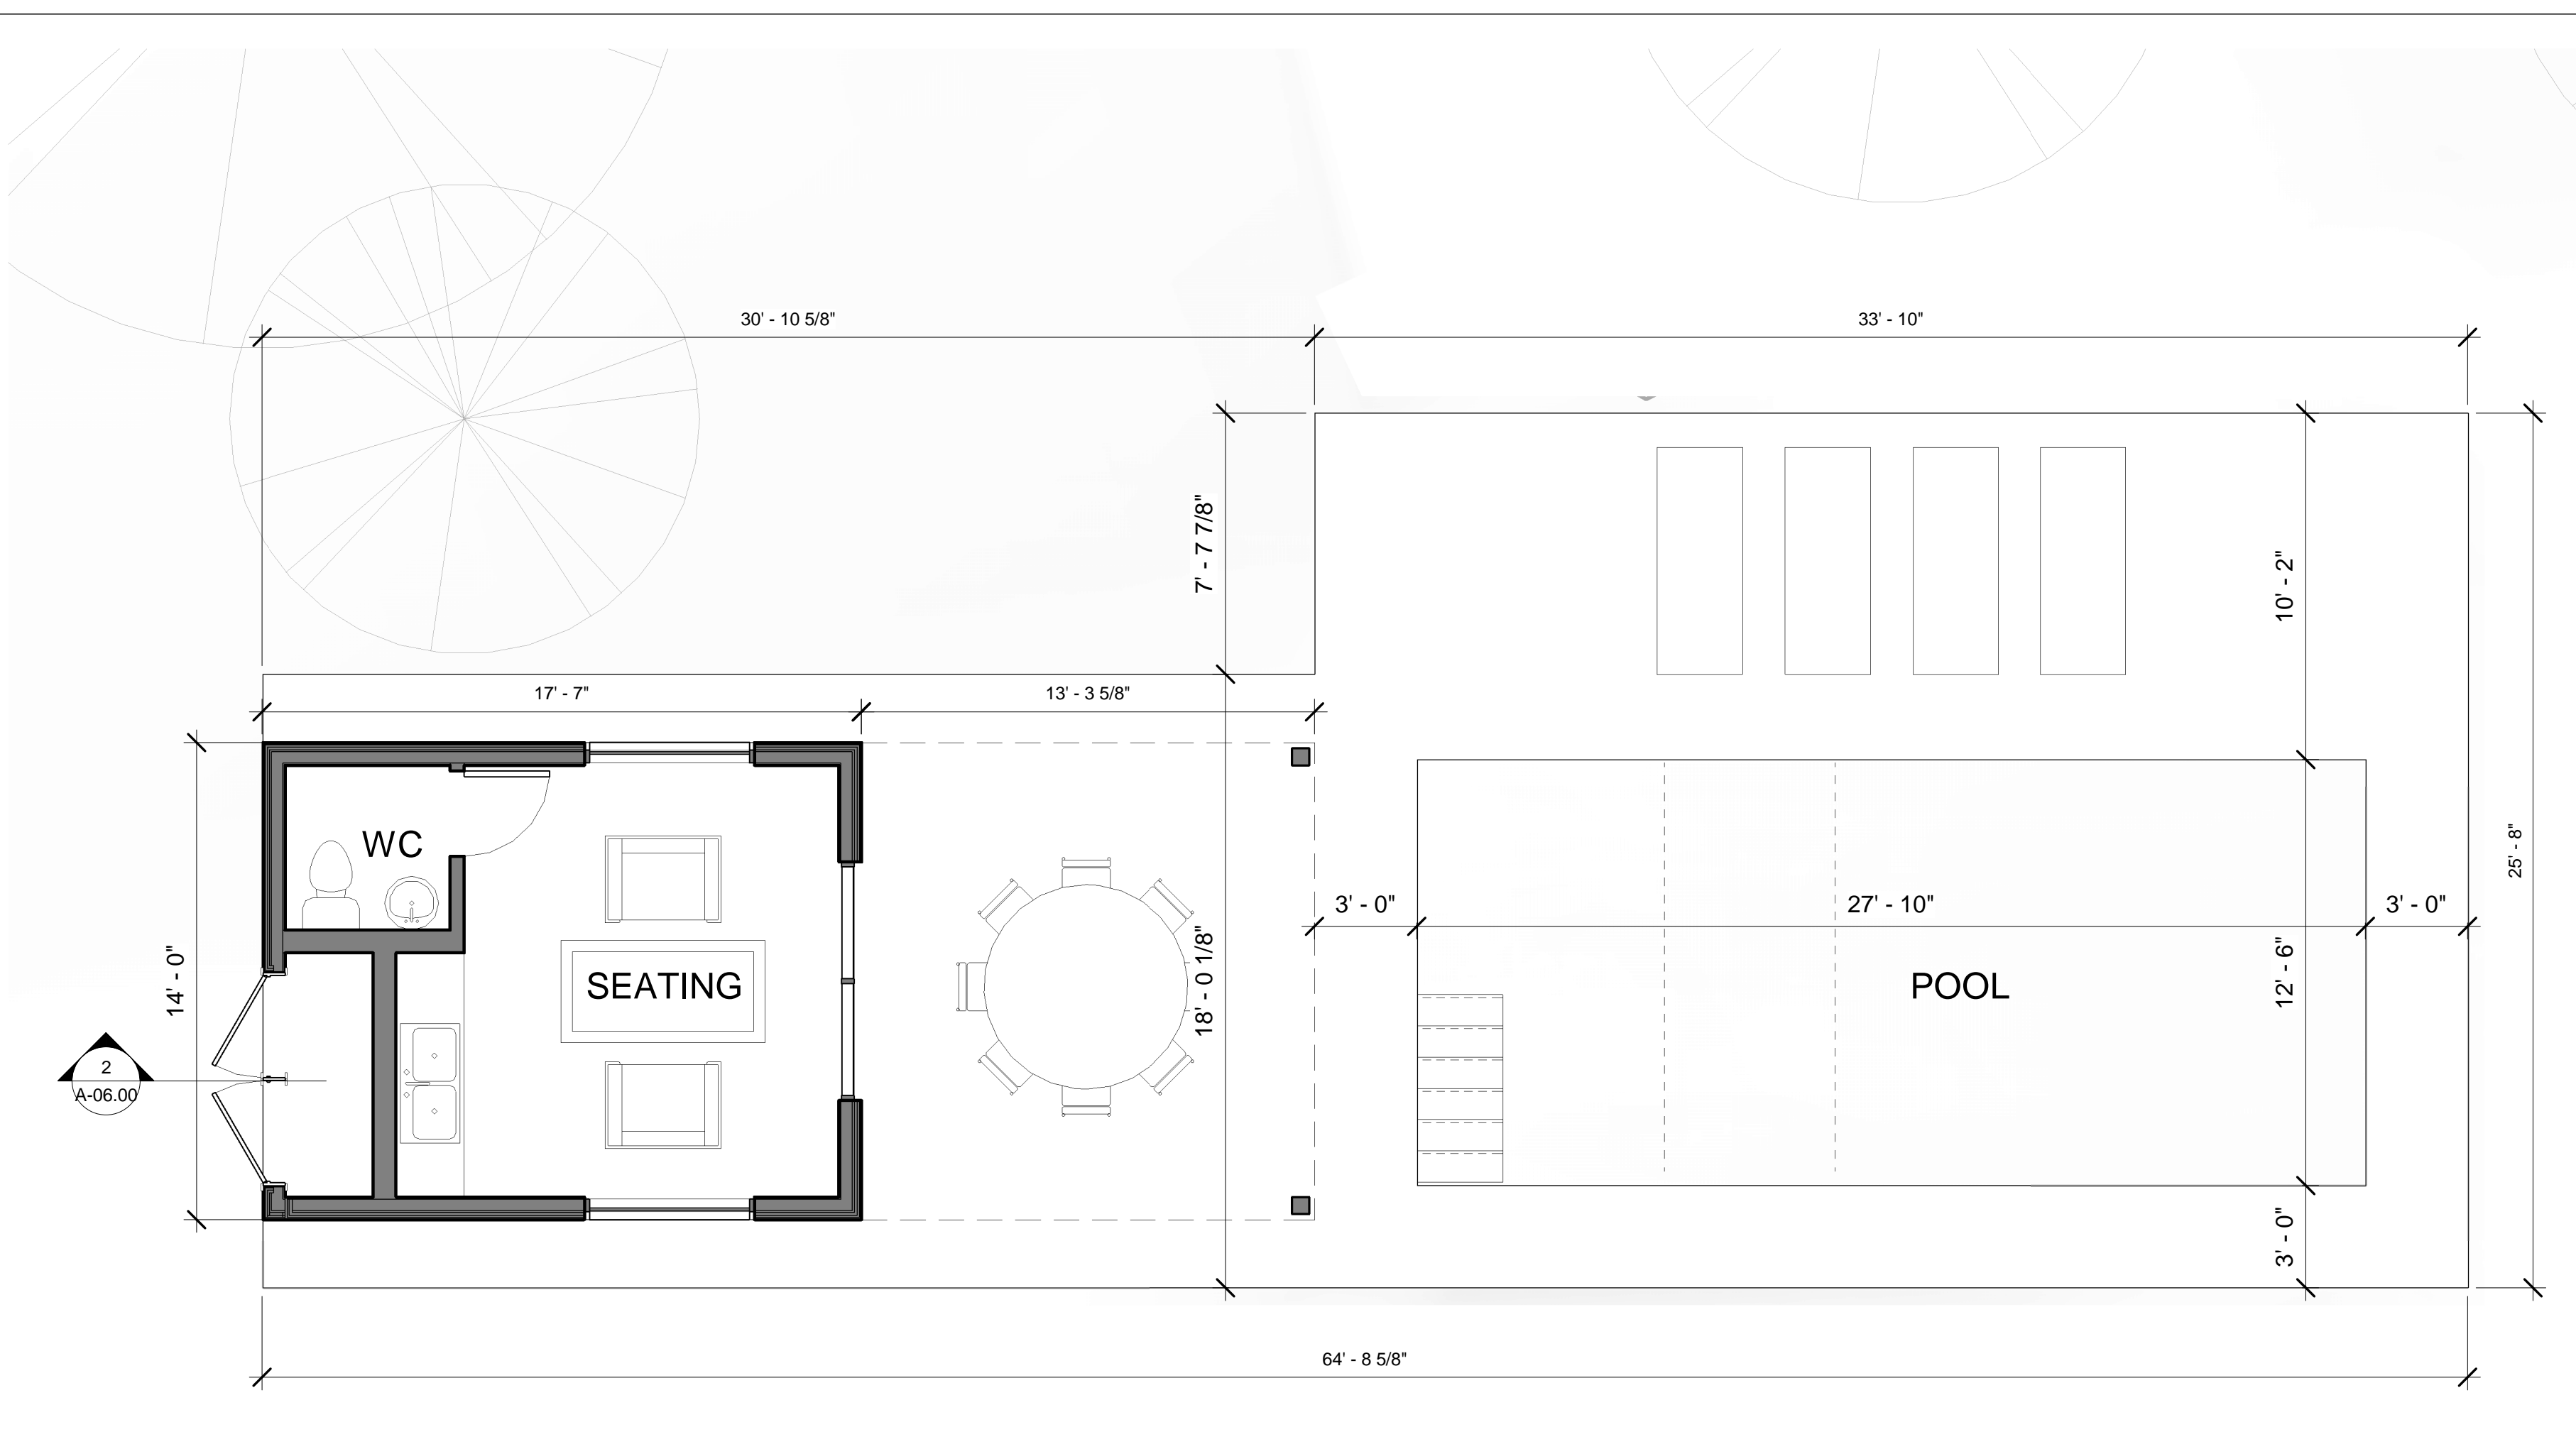 30' - 10 5/8"
33' - 10"
7' - 7 7/8"
10' - 2"
17' - 7"
13' - 3 5/8"
25' - 8"
WC
3' - 0"
27' - 10"
3' - 0"
14' - 0"
SEATING
18' - 0 1/8"
POOL
12' - 6"
2
A-06.00
3' - 0"
64' - 8 5/8"